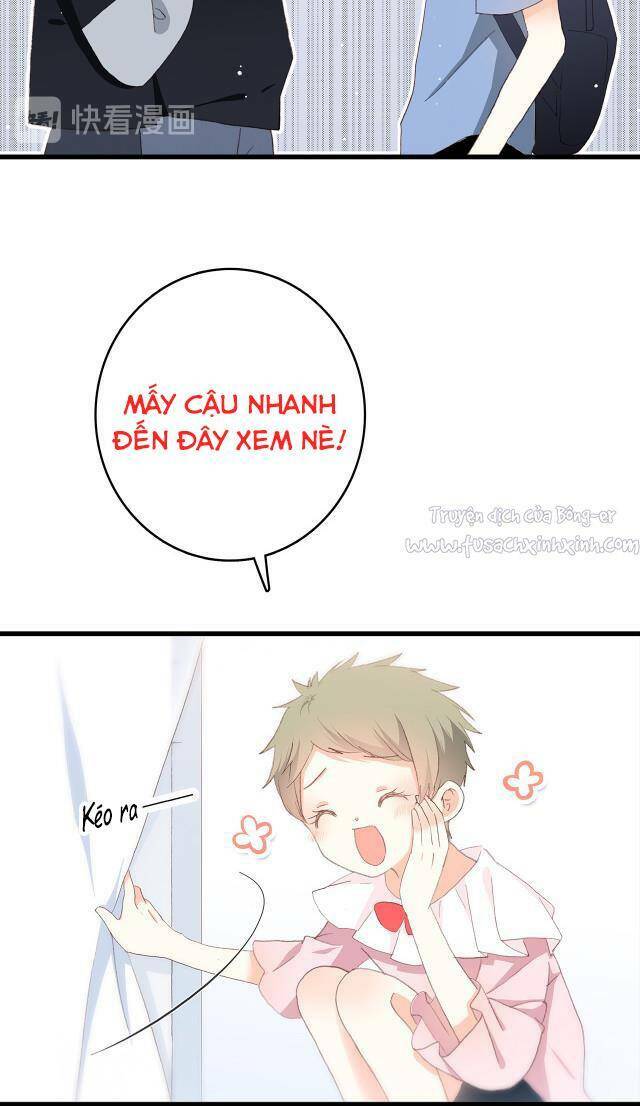 快看漫画
MẤY CẬU NHANH
ĐẾN ĐÂY XEM NÈ!
Truyện dịch của Bông-er
www.tusachxinhxinh.com
Kéo ra